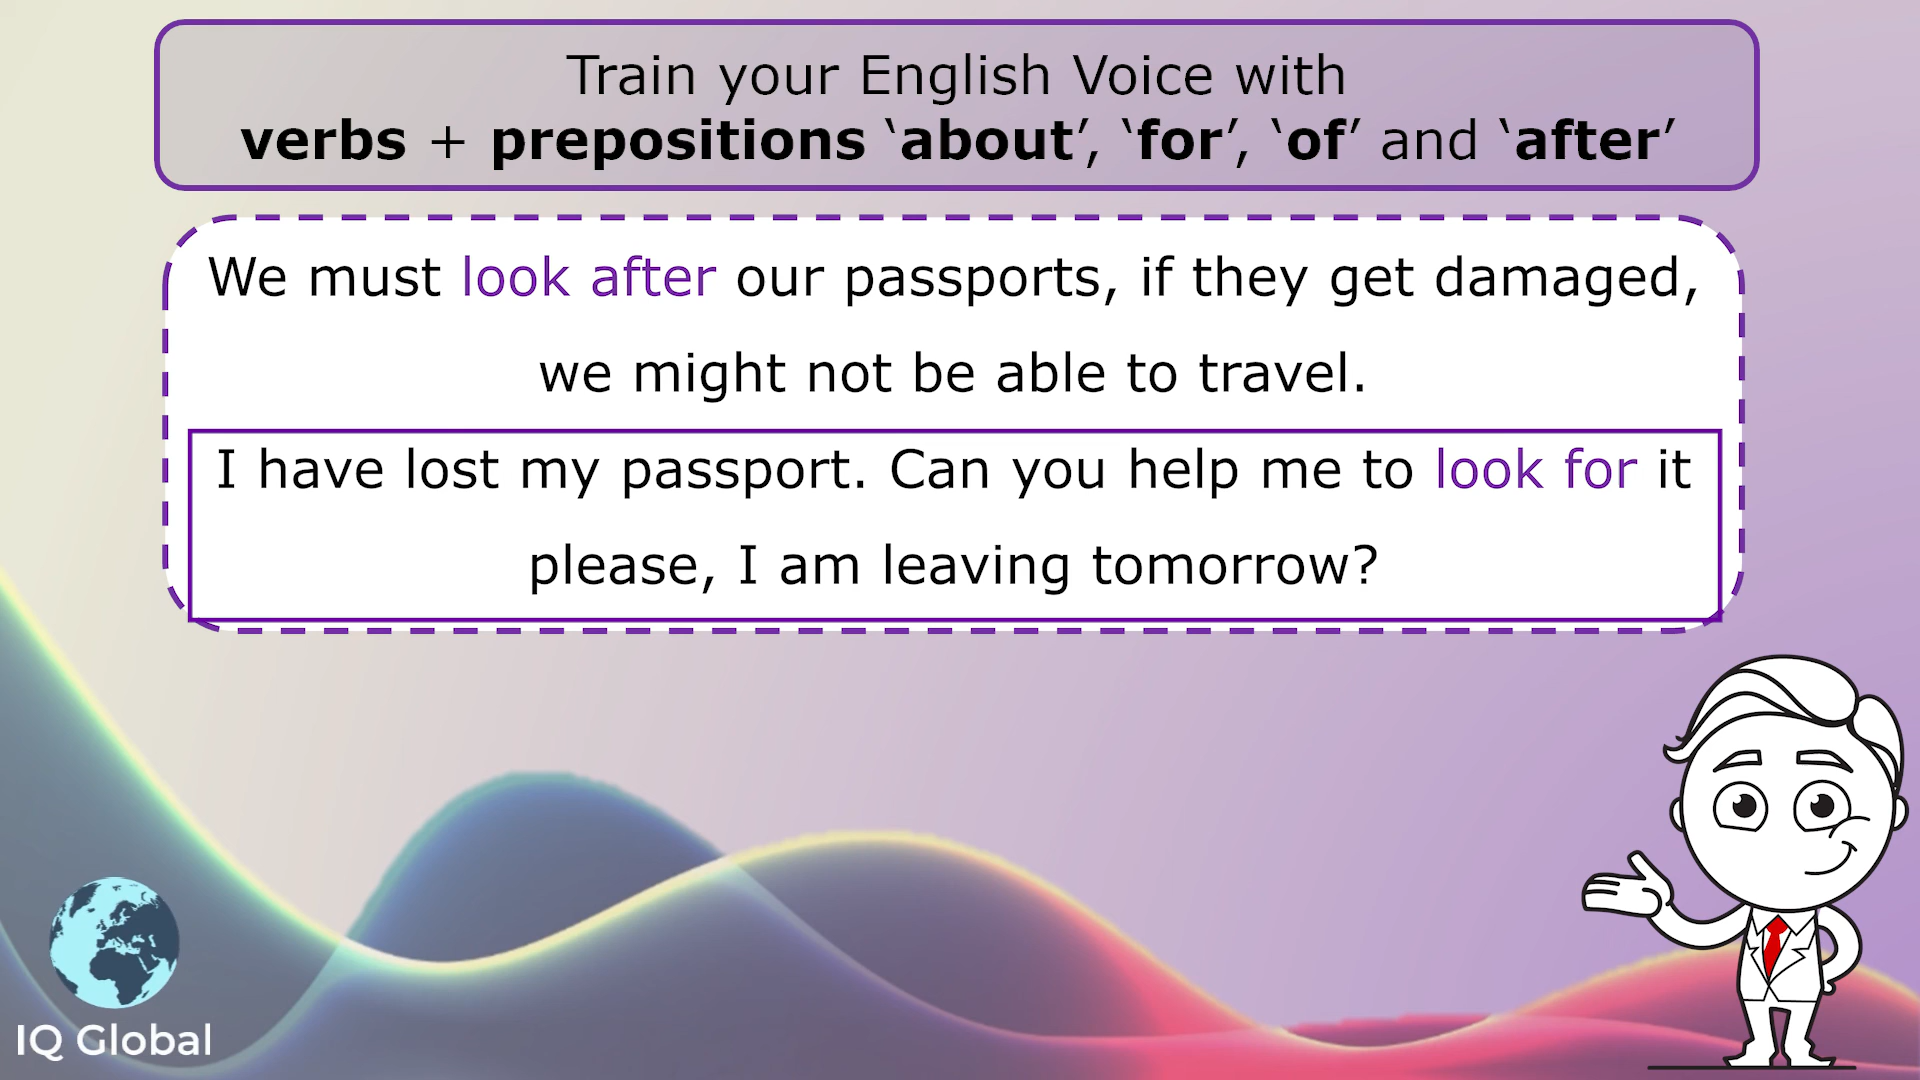 Train your English Voice with
verbs + prepositions ‘about’, ‘for’, ‘of’ and ‘after’
We must look after our passports, if they get damaged,
we might not be able to travel.
I have lost my passport. Can you help me to look for it
please, I am leaving tomorrow?
IQ Global